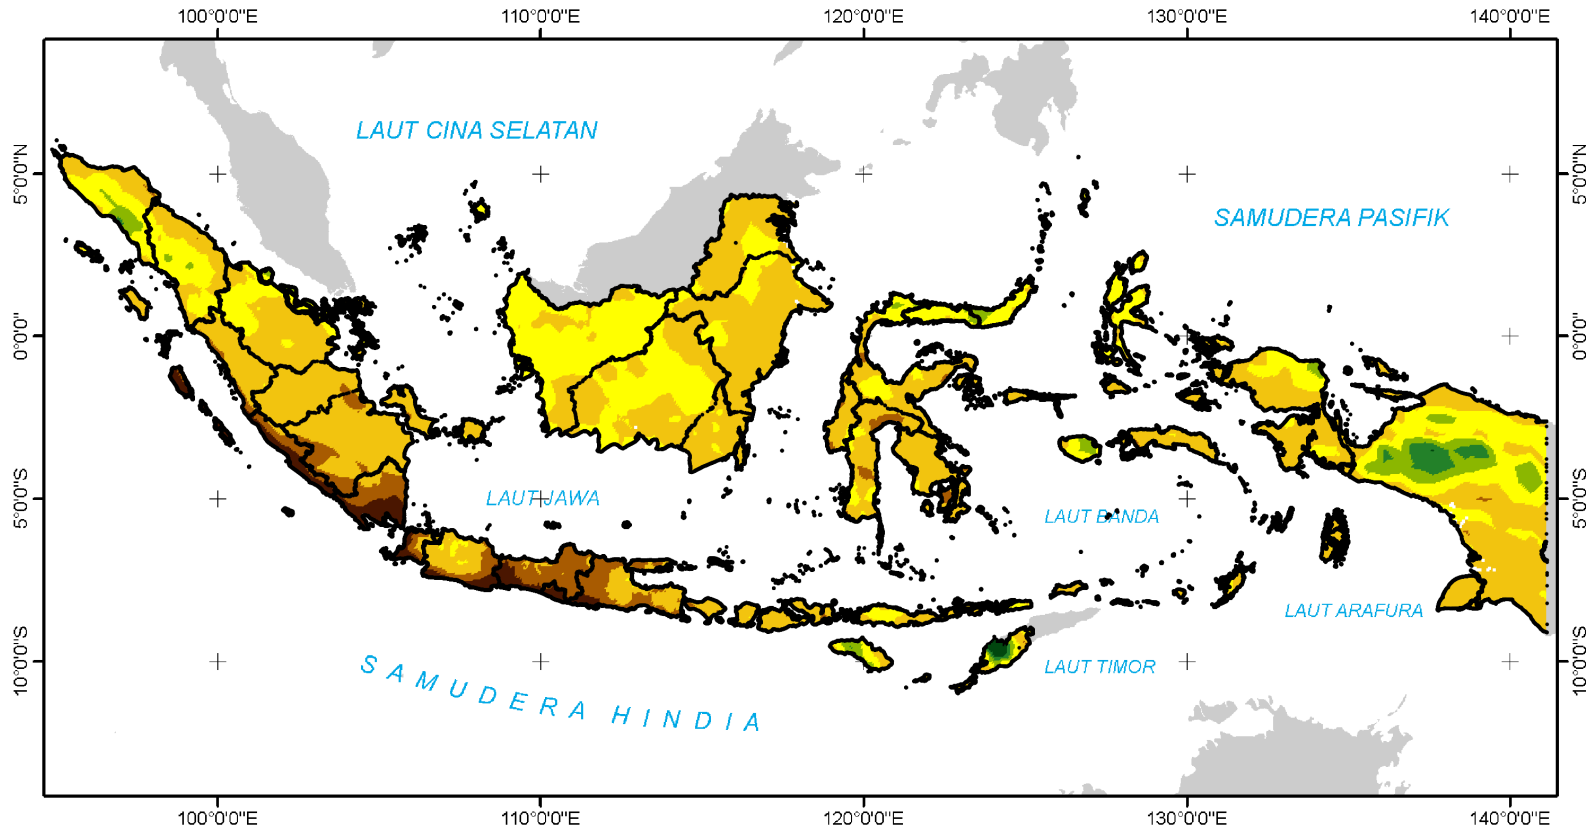 100°0'0"E 110°0'0"E 120°0'0"E 130°0'0"E 140°0'0"E
LAUT CINA SELATAN
5°0'0"N 5°0'0"N
SAMUDERA PASIFIK
0°0'0" 0°0'0"
5°0'0"S LAUT JAWA 5°0'0"S
LAUT BANDA
LAUT ARAFURA
10°0'0"S 10°0'0"S
LAUT TIMOR
SAMUDERA HINDIA
100°0'0"E 110°0'0"E 120°0'0"E 130°0'0"E 140°0'0"E